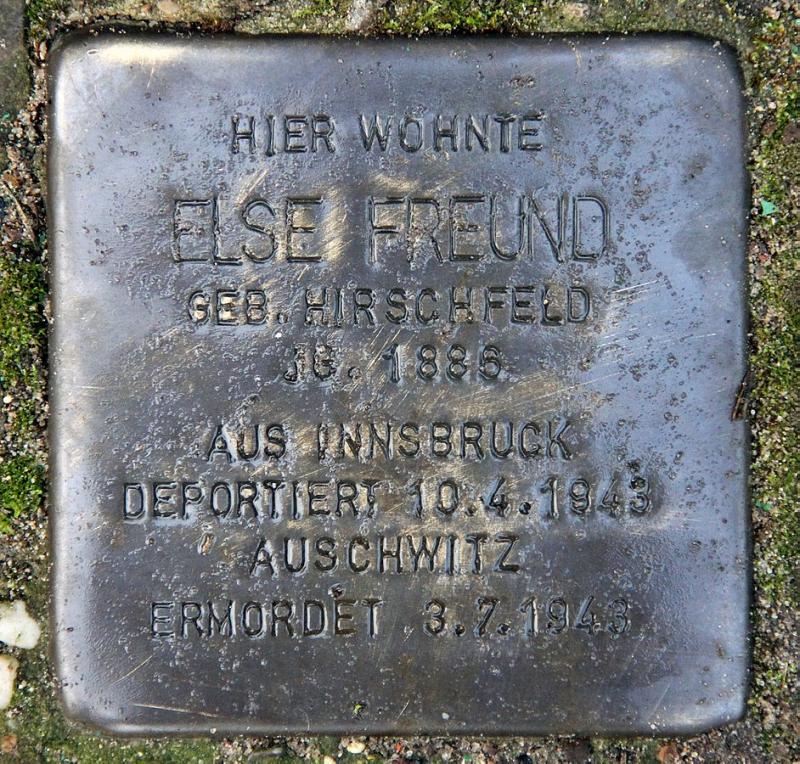 HIER WOHNTE
ELSE FREUND
GEB. HIRSCHFELD
JG. 1886
AUS INNSBRUCK
DEPORTIERT 10.4.1943
AUSCHWITZ
ERMORDET 3.7.1943